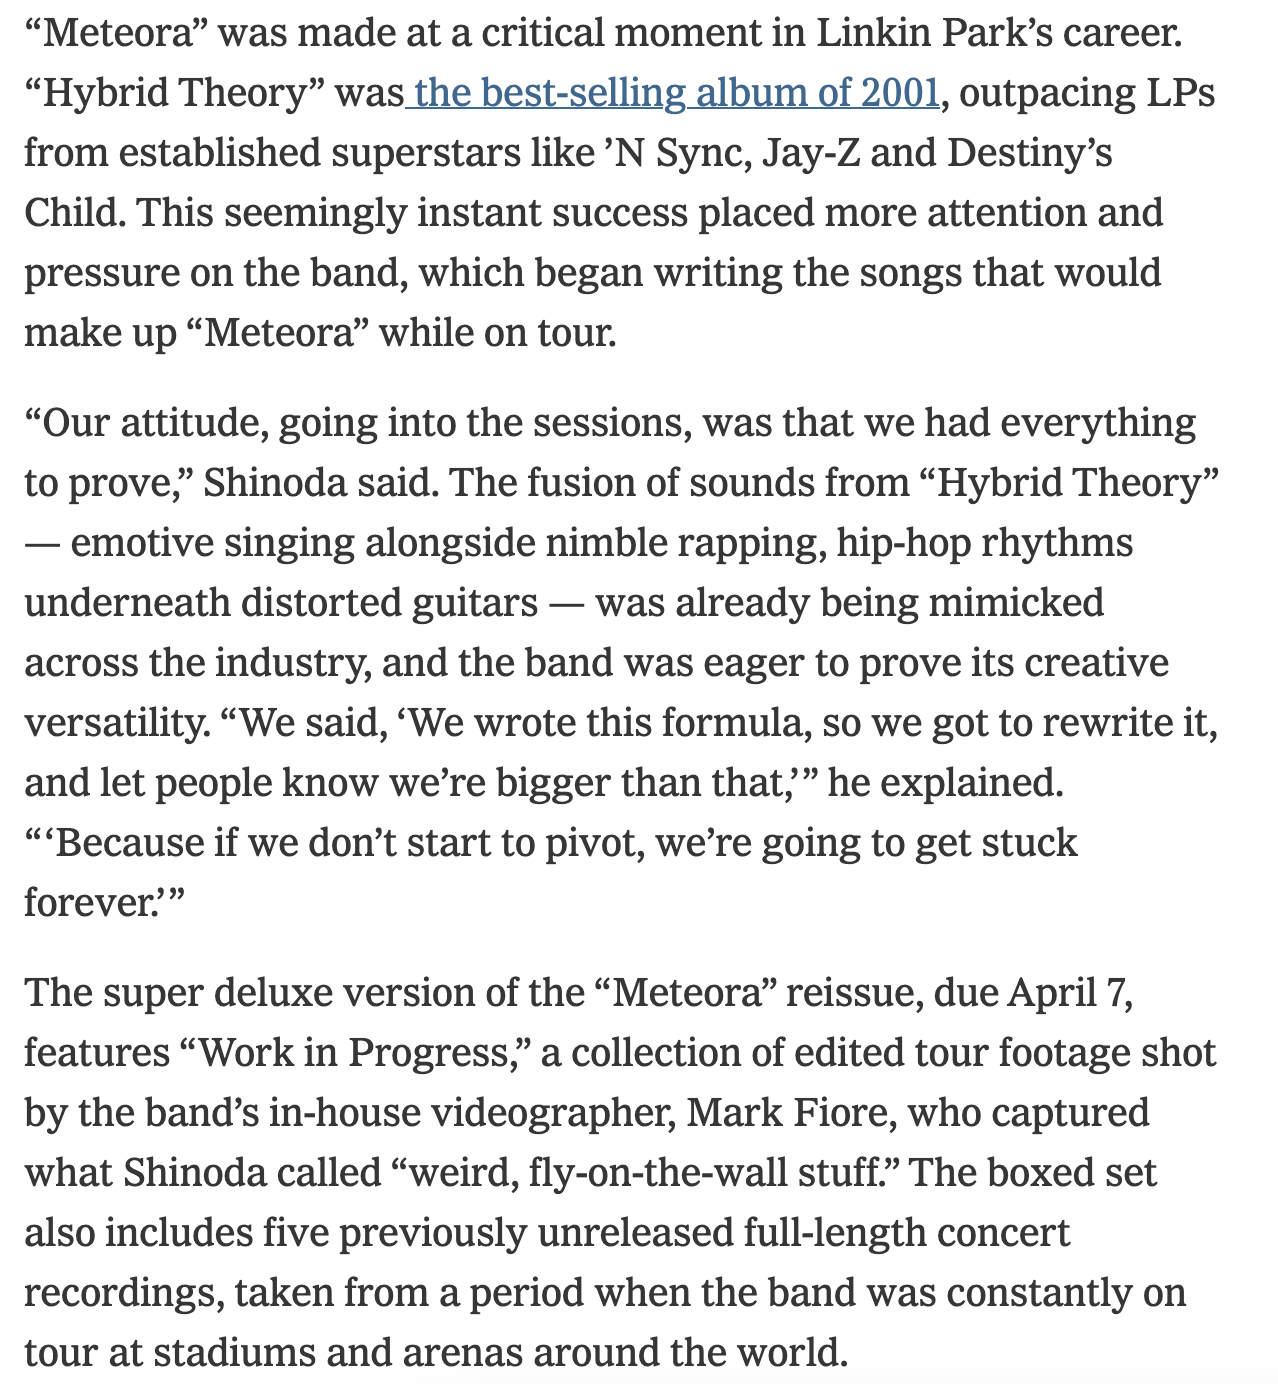 “Meteora” was made at a critical moment in Linkin Park’s career.
“Hybrid Theory” was the best-selling album of 2001, outpacing LPs
from established superstars like ’N Sync, Jay-Z and Destiny’s
Child. This seemingly instant success placed more attention and
pressure on the band, which began writing the songs that would
make up “Meteora” while on tour.
“Our attitude, going into the sessions, was that we had everything
to prove,” Shinoda said. The fusion of sounds from “Hybrid Theory”
— emotive singing alongside nimble rapping, hip-hop rhythms
underneath distorted guitars — was already being mimicked
across the industry, and the band was eager to prove its creative
versatility. “We said, ‘We wrote this formula, so we got to rewrite it,
and let people know we’re bigger than that,’” he explained.
“‘Because if we don’t start to pivot, we’re going to get stuck
forever.’”
The super deluxe version of the “Meteora” reissue, due April 7,
features “Work in Progress,” a collection of edited tour footage shot
by the band’s in-house videographer, Mark Fiore, who captured
what Shinoda called “weird, fly-on-the-wall stuff.” The boxed set
also includes five previously unreleased full-length concert
recordings, taken from a period when the band was constantly on
tour at stadiums and arenas around the world.